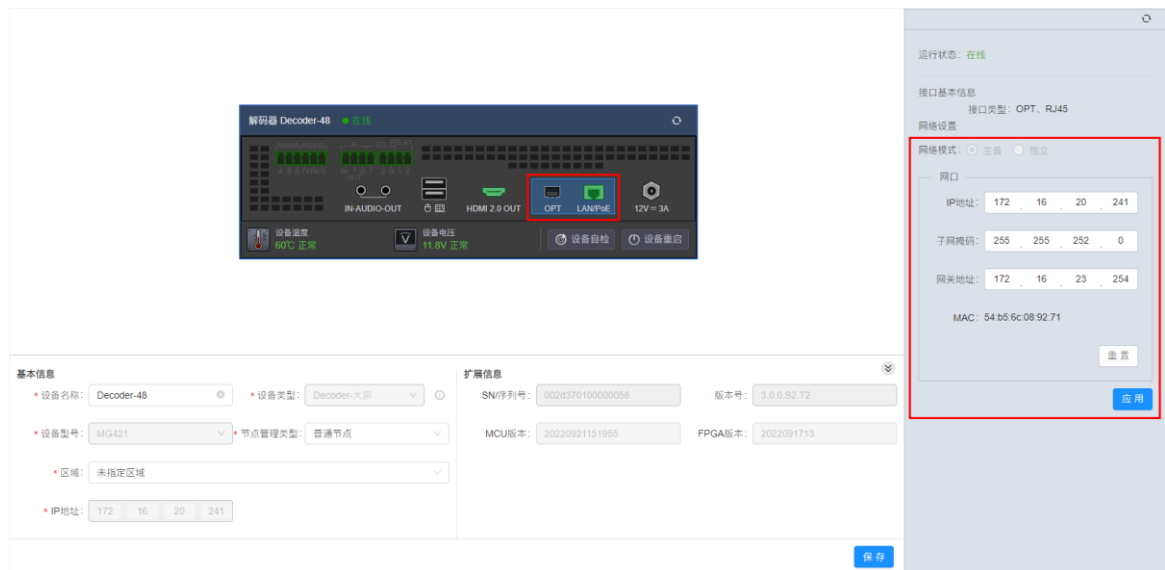 解码器 Decoder-48 在线
IN-AUDIO-OUT
HDMI 2.0 OUT
OPT
LAN/PoE
12V 3A
设备温度
60℃ 正常
设备电压
11.8V 正常
设备自检
设备重启
基本信息
* 设备名称: Decoder-48
* 设备类型: Decoder-大屏
* 设备型号: MG421
* 节点管理类型: 普通节点
* 区域: 未指定区域
* IP地址: 172 . 16 . 20 . 241
扩展信息
SN/序列号: 002d370100000058
版本号: 3.0.0.S2.T2
MCU版本: 20220921151955
FPGA版本: 2022091713
保存
运行状态: 在线
接口基本信息
接口类型: OPT、RJ45
网络设置
网络模式: 主备 独立
网口
IP地址: 172 . 16 . 20 . 241
子网掩码: 255 . 255 . 252 . 0
网关地址: 172 . 16 . 23 . 254
MAC: 54:b5:6c:08:92:71
重置
应用